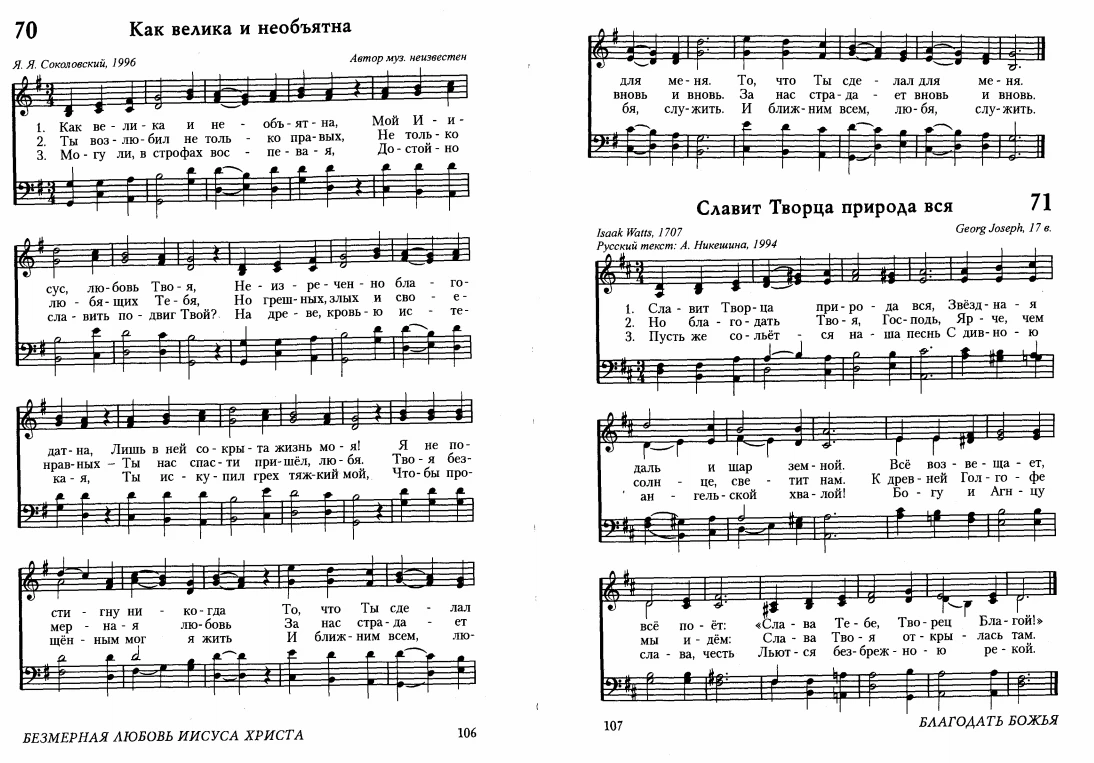 70 Как велика и необъятна
Я. Я. Соколовский, 1996 Автор муз. неизвестен
1. Как ве - ли - ка и не - объ - ят - на, Мой И - и -
2. Ты воз - лю - бил не толь - ко пра - вых, Не толь - ко
3. Мо - гу ли, в строфах вос - пе - ва - я, До - стой - но
сус, лю - бовь Тво - я, Не - из - ре - чен - но бла - го-
лю - бя - щих Те - бя, Но греш - ных, злых и сво - е -
сла - вить по - двиг Твой? На дре - ве, кровь - ю ис - те-
дат - на, Лишь в ней со - кры - та жизнь мо - я! Я не по -
нрав - ных – Ты нас спас - ти при - шёл, лю - бя. Тво - я без-
ка - я, Ты ис - ку - пил грех тяж - кий мой, Что - бы про-
сти - гну ни - ко - гда То, что Ты сде - лал
мер - на - я лю - бовь За нас стра - да - ет
щён - ным мог я жить И ближ - ним всем, лю-
БЕЗМЕРНАЯ ЛЮБОВЬ ИИСУСА ХРИСТА 106
для ме - ня. То, что Ты сде - лал для ме - ня.
вновь и вновь. За нас стра - да - ет вновь и вновь.
бя, слу - жить. И ближ - ним всем, лю - бя, слу - жить.
Славит Творца природа вся 71
Isaak Watts, 1707 Georg Joseph, 17 в.
Русский текст: А. Никешина, 1994
1. Сла - вит Твор - ца при - ро - да вся, Звёзд - на - я
2. Но бла - го - дать Тво - я, Гос - подь, Яр - че, чем
3. Пусть же со - льёт - ся на - ша песнь С див - но - ю
даль и шар зем - ной. Всё воз - ве - ща - ет,
солн - це, све - тит нам. К древ - ней Гол - го - фе
ан - гель - ской хва - лой! Бо - гу и Агн - цу
всё по - ёт: «Сла - ва Те - бе, Тво - рец Бла - гой!»
мы и - дём: Сла - ва Тво - я от - кры - лась там.
сла - ва, честь Льют - ся без - бреж - но - ю ре - кой.
107 БЛАГОДАТЬ БОЖЬЯ